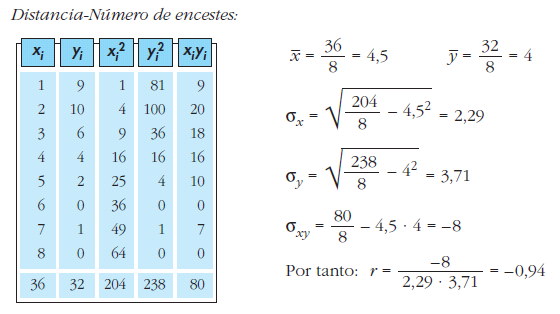 Distancia-Número de encestes:
xᵢ yᵢ xᵢ² yᵢ² xᵢyᵢ
1 9 1 81 9
2 10 4 100 20
3 6 9 36 18
4 4 16 16 16
5 2 25 4 10
6 0 36 0 0
7 1 49 1 7
8 0 64 0 0
36 32 204 238 80
x̄ = 36/8 = 4,5 ȳ = 32/8 = 4
σₓ = √(204/8 – 4,5²) = 2,29
σᵧ = √(238/8 – 4²) = 3,71
σₓᵧ = 80/8 – 4,5 · 4 = –8
Por tanto: r = –8/(2,29 · 3,71) = –0,94